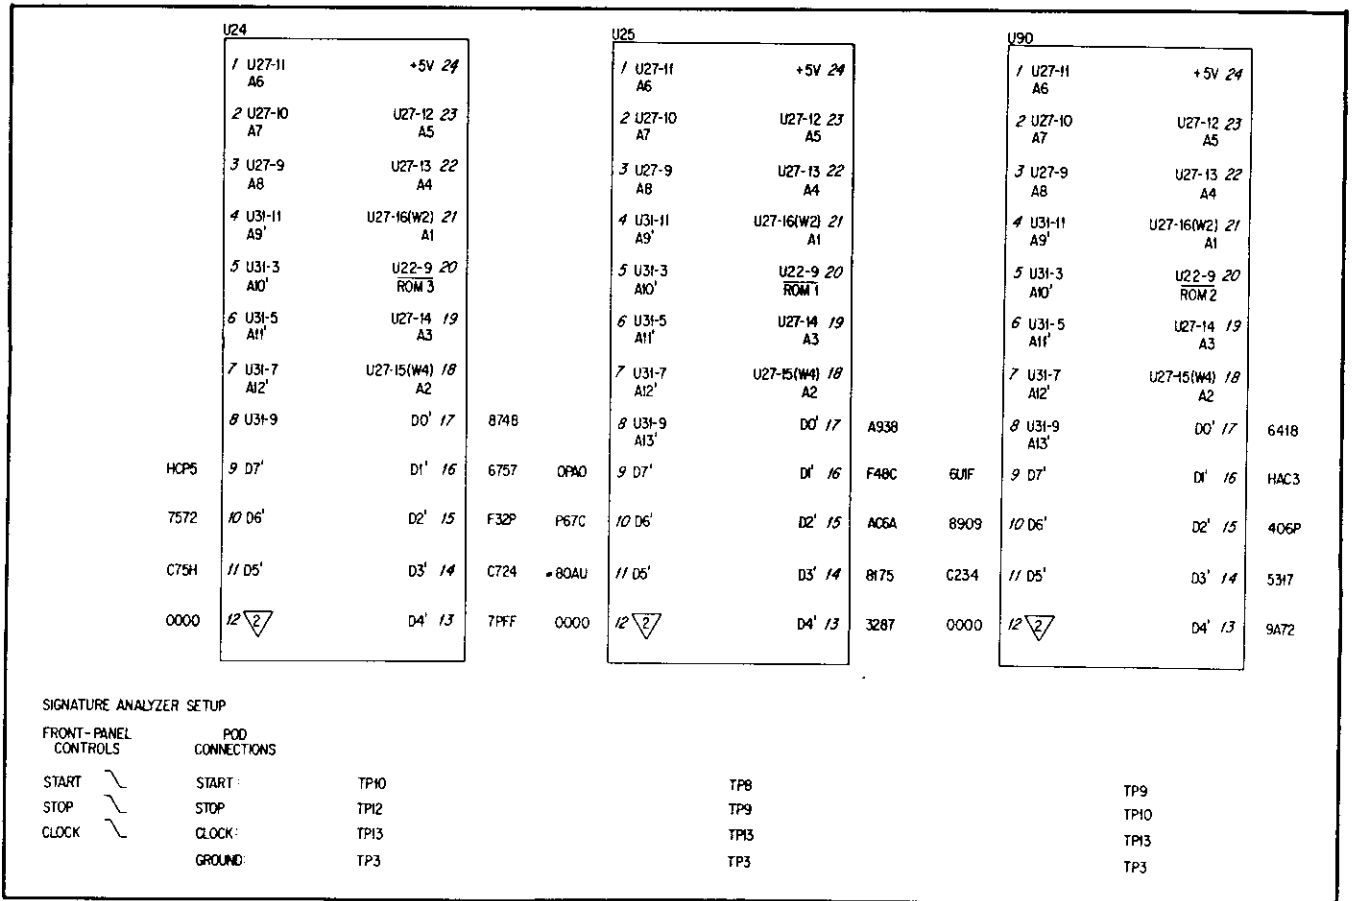 U24 U25 U90
1 U27-11 +5V 24 1 U27-11 +5V 24 1 U27-11 +5V 24
A6 A6 A6
2 U27-10 U27-12 23 2 U27-10 U27-12 23 2 U27-10 U27-12 23
A7 A5 A7 A5 A7 A5
3 U27-9 U27-13 22 3 U27-9 U27-13 22 3 U27-9 U27-13 22
A8 A4 A8 A4 A8 A4
4 U31-11 U27-16(W2) 21 4 U31-11 U27-16(W2) 21 4 U31-11 U27-16(W2) 21
A9' A1 A9' A1 A9' A1
5 U31-3 U22-9 20 5 U31-3 U22-9 20 5 U31-3 U22-9 20
A10' ROM 3 A10' ROM 1 A10' ROM 2
6 U31-5 U27-14 19 6 U31-5 U27-14 19 6 U31-5 U27-14 19
A11' A3 A11' A3 A11' A3
7 U31-7 U27-15(W4) 18 7 U31-7 U27-15(W4) 18 7 U31-7 U27-15(W4) 18
A12' A2 A12' A2 A12' A2
8 U31-9 D0' 17 8748 8 U31-9 D0' 17 A938 8 U31-9 D0' 17 6418
A13' A13'
HCP5 9 D7' D1' 16 6757 0PA0 9 D7' D1' 16 F48C 6U1F 9 D7' D1' 16 HAC3
7572 10 D6' D2' 15 F32P P67C 10 D6' D2' 15 AC6A 8909 10 D6' D2' 15 406P
C75H 11 D5' D3' 14 C724 80AU 11 D5' D3' 14 8175 C234 11 D5' D3' 14 5317
0000 12 2 D4' 13 7PFF 0000 12 2 D4' 13 3287 0000 12 2 D4' 13 9A72
SIGNATURE ANALYZER SETUP
FRONT-PANEL POD
CONTROLS CONNECTIONS
START START: TP10 TP8 TP9
STOP STOP TP12 TP9 TP10
CLOCK CLOCK: TP13 TP13 TP13
GROUND: TP3 TP3 TP3